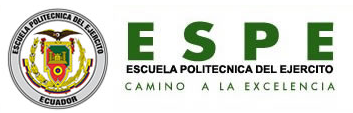 ESCUELA POLITECNICA DEL EJERCITO
ECUADOR
ESPE
ESCUELA POLITECNICA DEL EJERCITO
CAMINO A LA EXCELENCIA